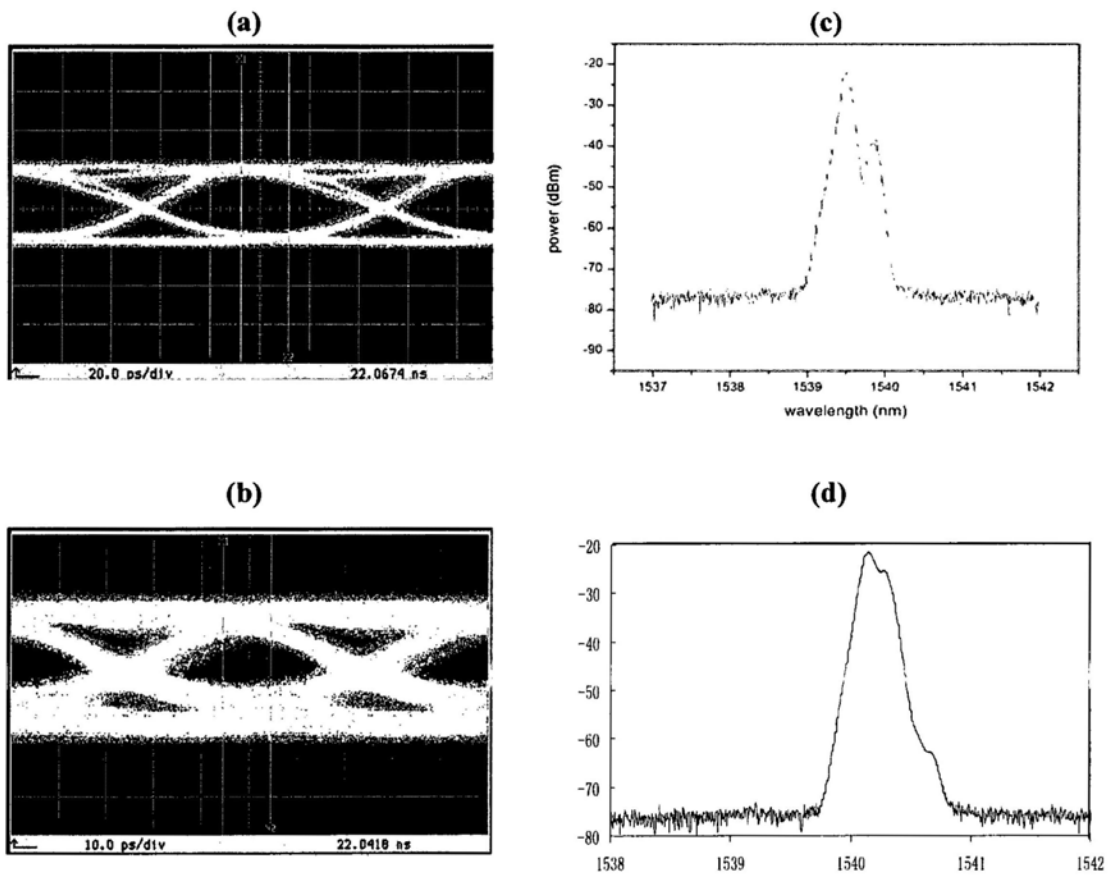 (a)
20.0 ps/div 22.0674 ns
(c)
-20
-30
-40
-50
-60
-70
-80
-90
power (dBm)
1537 1538 1539 1540 1541 1542
wavelength (nm)
(b)
10.0 ps/div 22.0418 ns
(d)
-20
-30
-40
-50
-60
-70
-80
1538 1539 1540 1541 1542